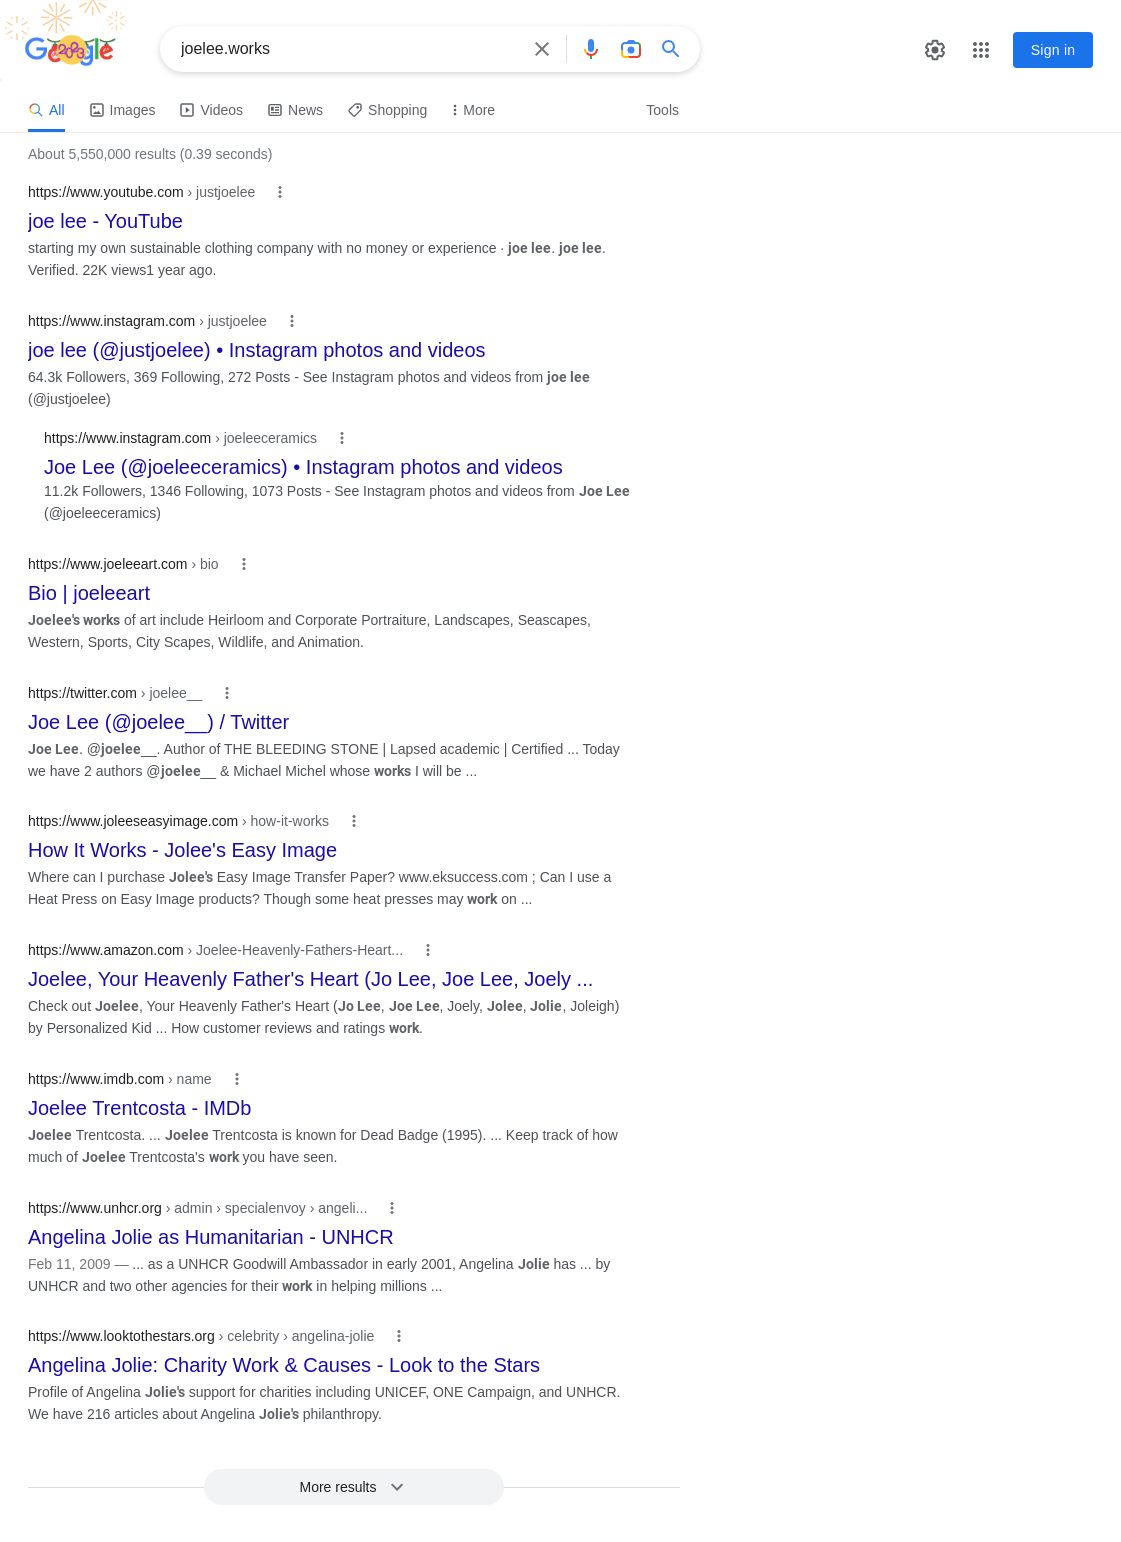 Google
joelee.works
Sign in
All Images Videos News Shopping More Tools
About 5,550,000 results (0.39 seconds)
https://www.youtube.com › justjoelee
joe lee - YouTube
starting my own sustainable clothing company with no money or experience · joe lee. joe lee.
Verified. 22K views1 year ago.
https://www.instagram.com › justjoelee
joe lee (@justjoelee) • Instagram photos and videos
64.3k Followers, 369 Following, 272 Posts - See Instagram photos and videos from joe lee
(@justjoelee)
https://www.instagram.com › joeleeceramics
Joe Lee (@joeleeceramics) • Instagram photos and videos
11.2k Followers, 1346 Following, 1073 Posts - See Instagram photos and videos from Joe Lee
(@joeleeceramics)
https://www.joeleeart.com › bio
Bio | joeleeart
Joelee's works of art include Heirloom and Corporate Portraiture, Landscapes, Seascapes,
Western, Sports, City Scapes, Wildlife, and Animation.
https://twitter.com › joelee__
Joe Lee (@joelee__) / Twitter
Joe Lee. @joelee__. Author of THE BLEEDING STONE | Lapsed academic | Certified ... Today
we have 2 authors @joelee__ & Michael Michel whose works I will be ...
https://www.joleeseasyimage.com › how-it-works
How It Works - Jolee's Easy Image
Where can I purchase Jolee's Easy Image Transfer Paper? www.eksuccess.com ; Can I use a
Heat Press on Easy Image products? Though some heat presses may work on ...
https://www.amazon.com › Joelee-Heavenly-Fathers-Heart...
Joelee, Your Heavenly Father's Heart (Jo Lee, Joe Lee, Joely ...
Check out Joelee, Your Heavenly Father's Heart (Jo Lee, Joe Lee, Joely, Jolee, Jolie, Joleigh)
by Personalized Kid ... How customer reviews and ratings work.
https://www.imdb.com › name
Joelee Trentcosta - IMDb
Joelee Trentcosta. ... Joelee Trentcosta is known for Dead Badge (1995). ... Keep track of how
much of Joelee Trentcosta's work you have seen.
https://www.unhcr.org › admin › specialenvoy › angeli...
Angelina Jolie as Humanitarian - UNHCR
Feb 11, 2009 — ... as a UNHCR Goodwill Ambassador in early 2001, Angelina Jolie has ... by
UNHCR and two other agencies for their work in helping millions ...
https://www.looktothestars.org › celebrity › angelina-jolie
Angelina Jolie: Charity Work & Causes - Look to the Stars
Profile of Angelina Jolie's support for charities including UNICEF, ONE Campaign, and UNHCR.
We have 216 articles about Angelina Jolie's philanthropy.
More results